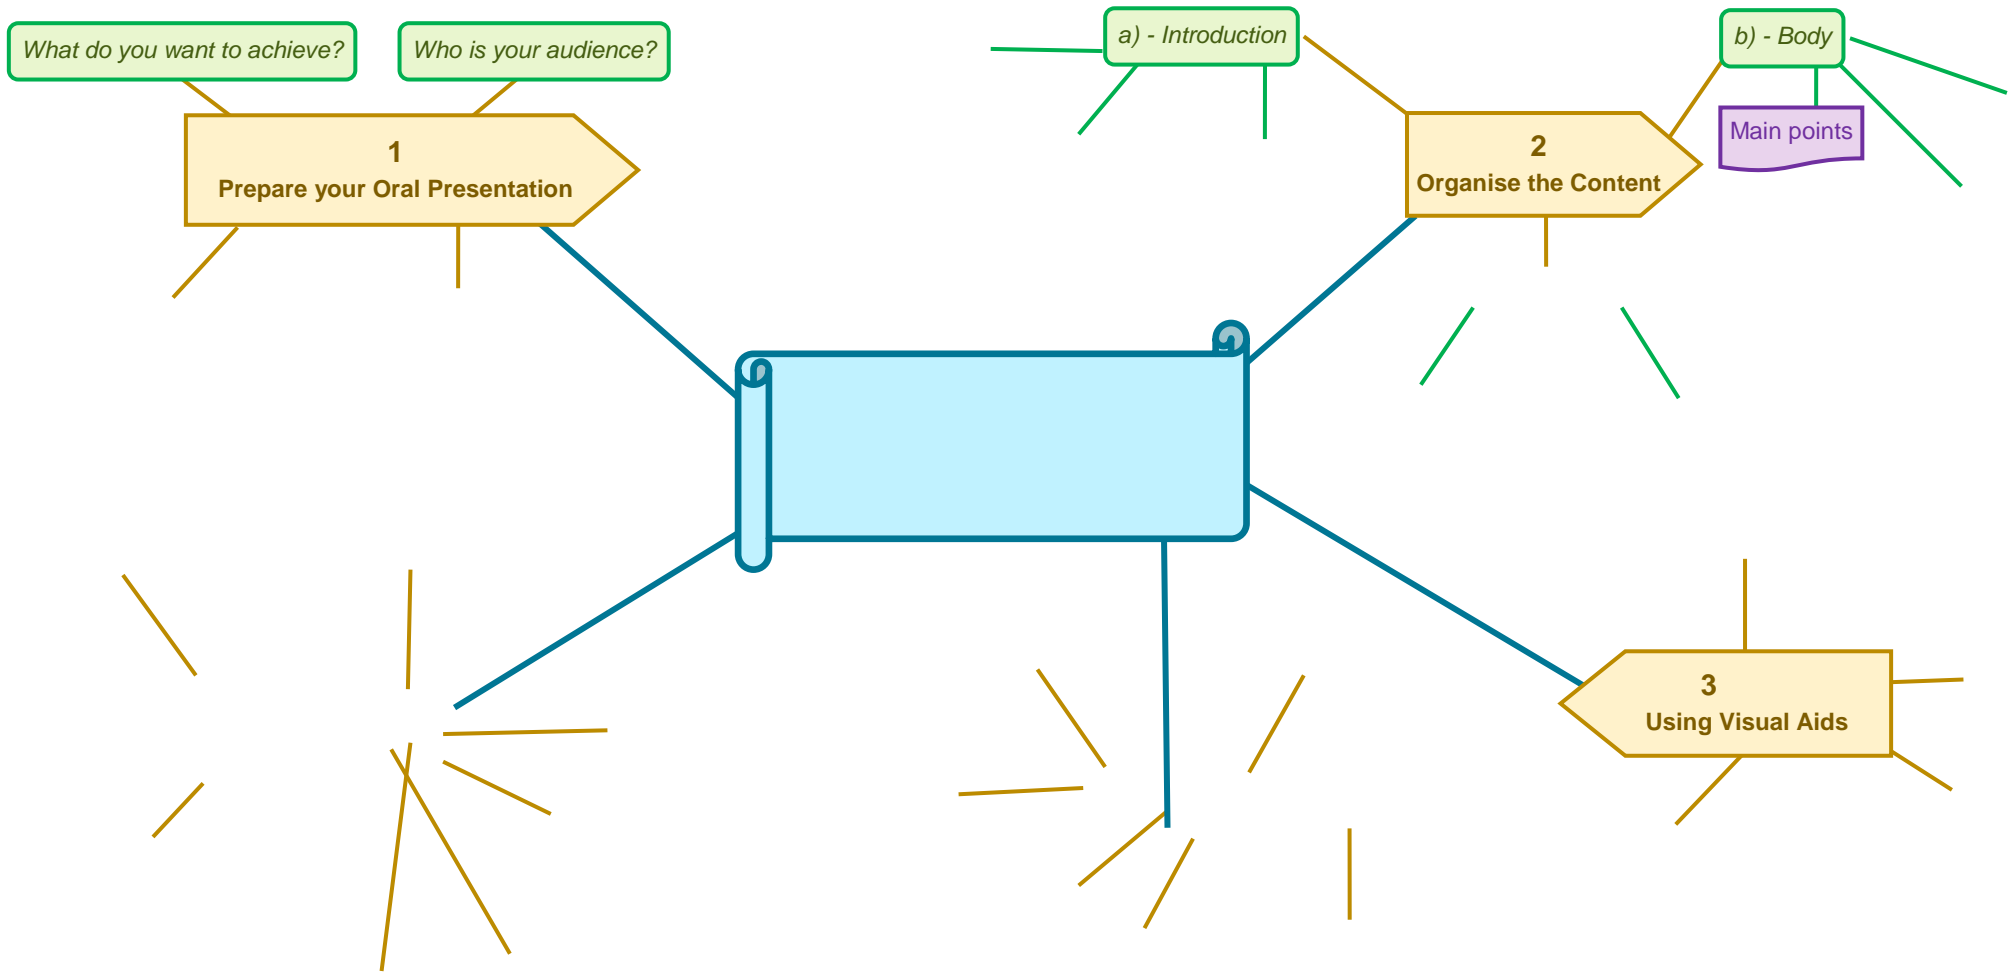 What do you want to achieve?
Who is your audience?
1
Prepare your Oral Presentation
a) - Introduction
b) - Body
2
Organise the Content
Main points
3
Using Visual Aids